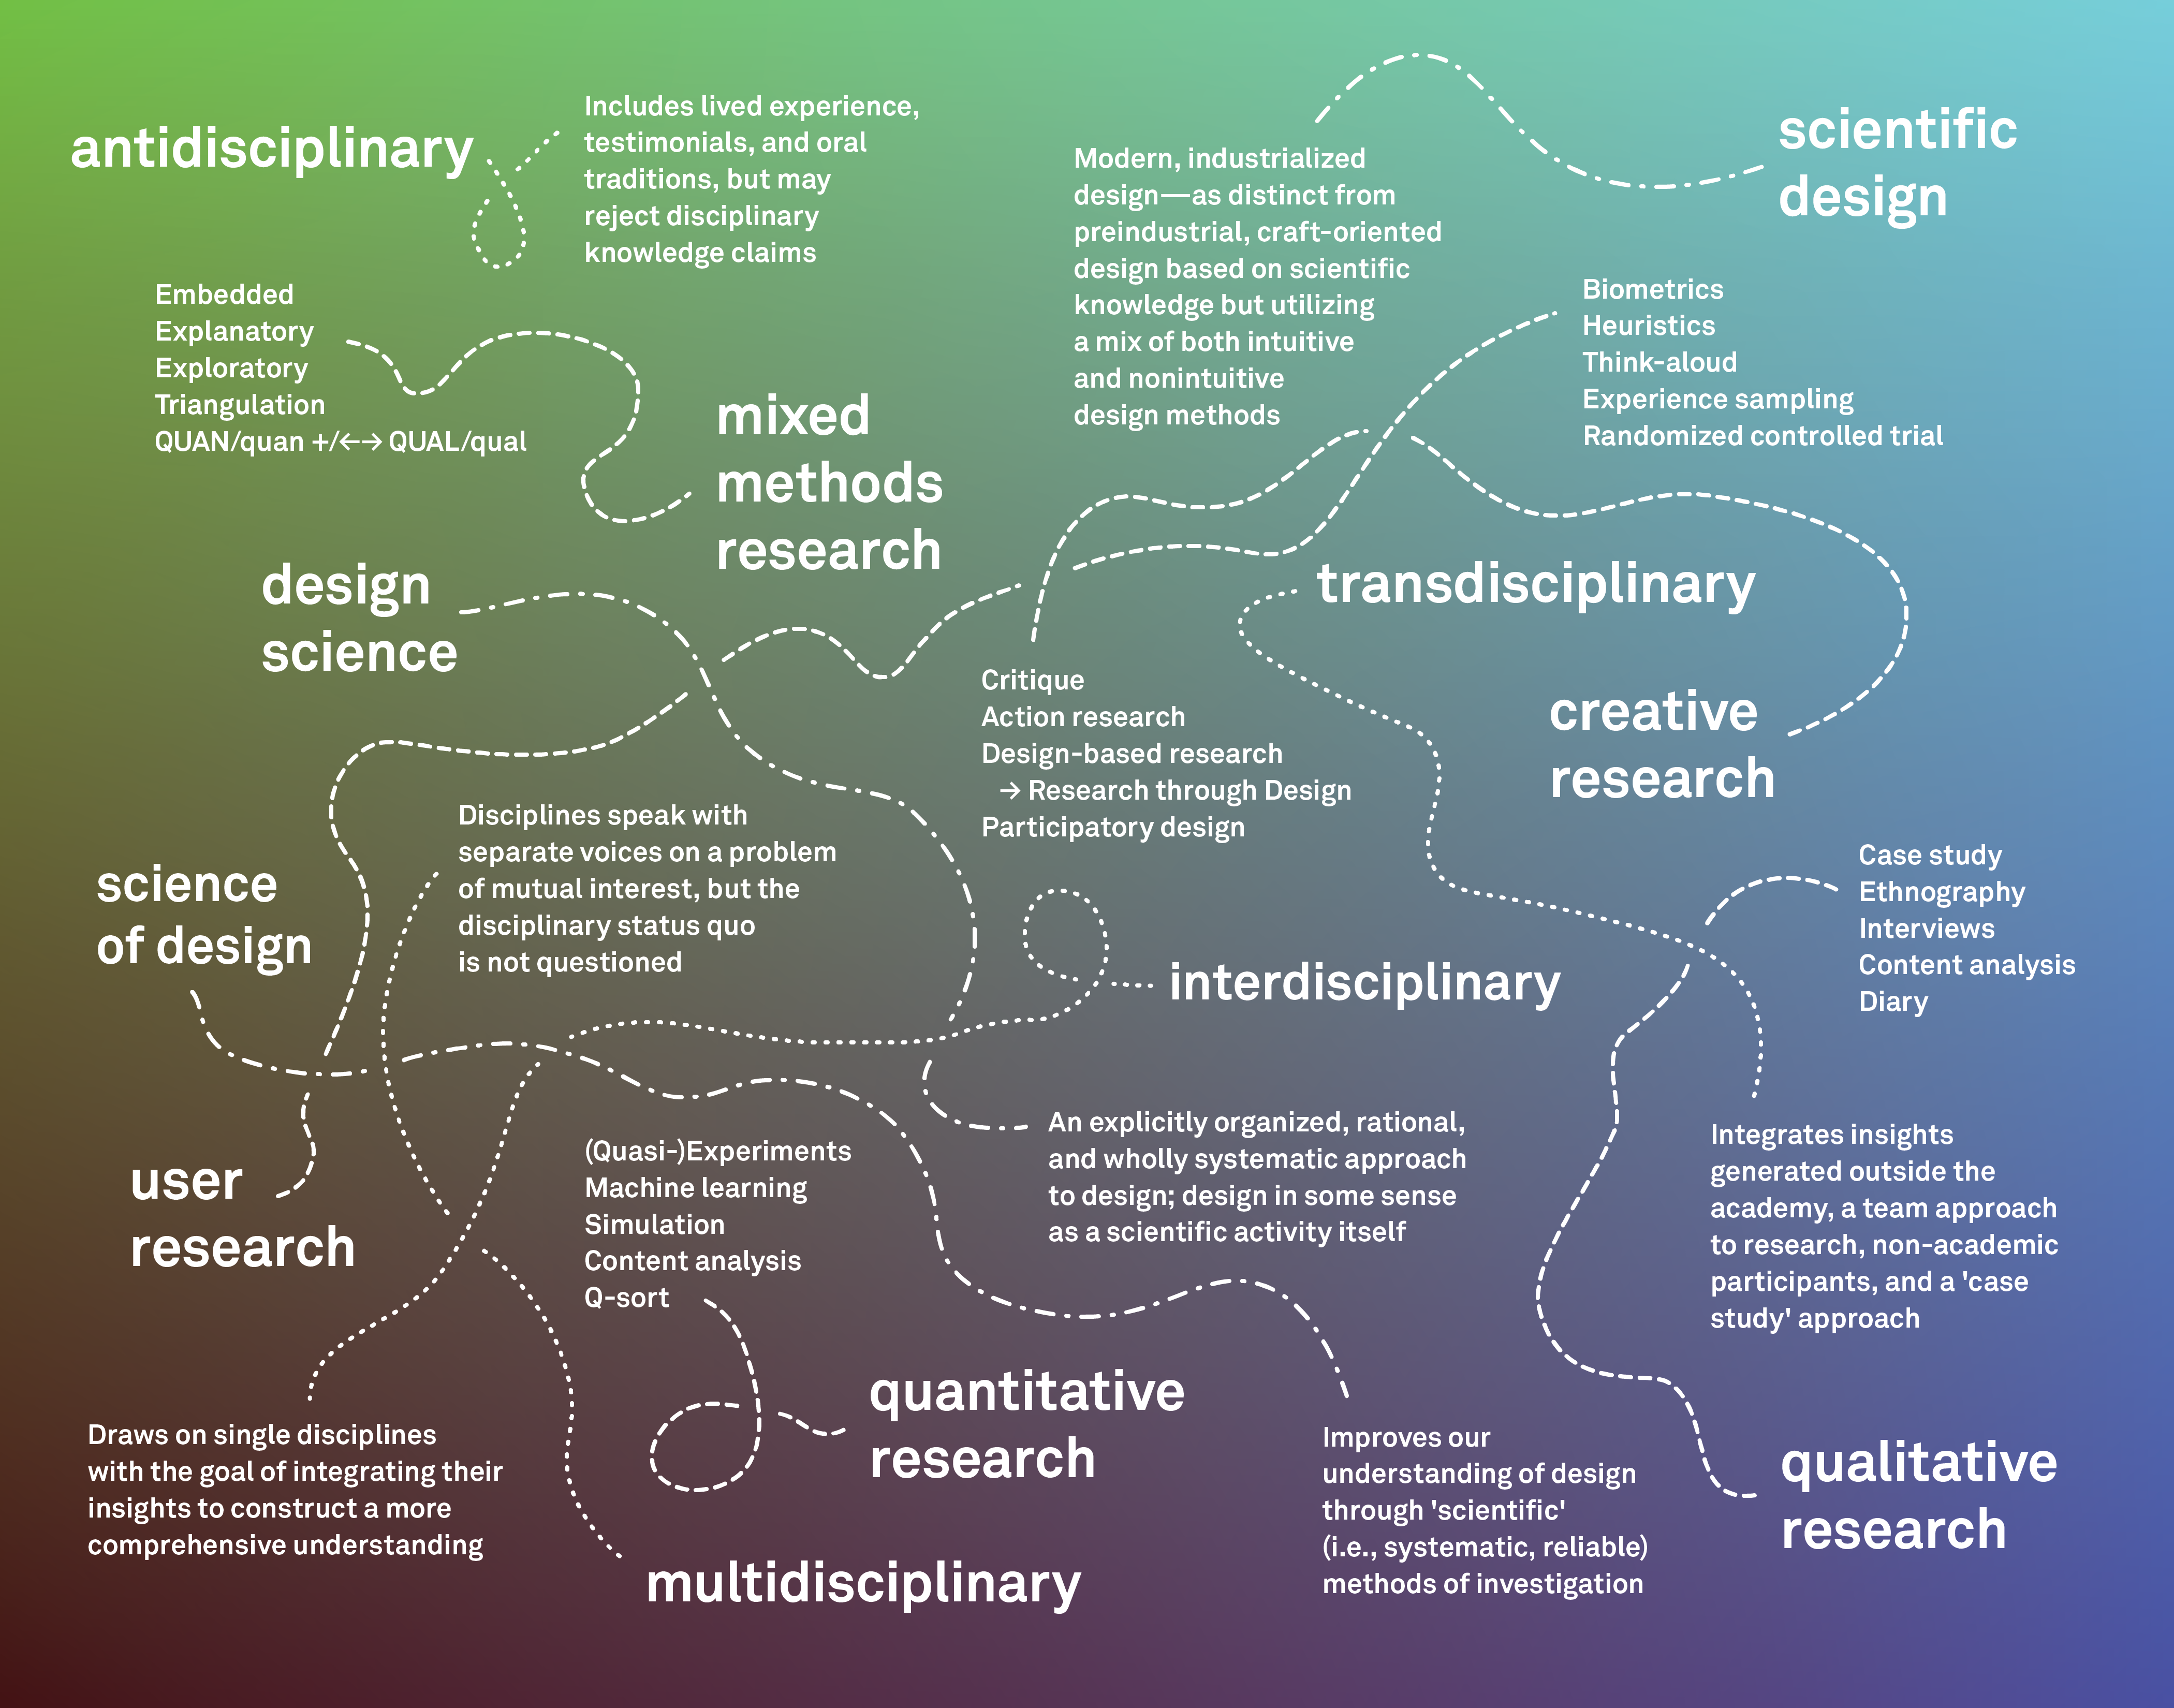 antidisciplinary
Includes lived experience,
testimonials, and oral
traditions, but may
reject disciplinary
knowledge claims
Modern, industrialized
design—as distinct from
preindustrial, craft-oriented
design based on scientific
knowledge but utilizing
a mix of both intuitive
and nonintuitive
design methods
scientific
design
Embedded
Explanatory
Exploratory
Triangulation
QUAN/quan +/←→ QUAL/qual
Biometrics
Heuristics
Think-aloud
Experience sampling
Randomized controlled trial
mixed
methods
research
design
science
transdisciplinary
Critique
Action research
Design-based research
→ Research through Design
Participatory design
creative
research
Disciplines speak with
separate voices on a problem
of mutual interest, but the
disciplinary status quo
is not questioned
science
of design
Case study
Ethnography
Interviews
Content analysis
Diary
interdisciplinary
user
research
(Quasi-)Experiments
Machine learning
Simulation
Content analysis
Q-sort
An explicitly organized, rational,
and wholly systematic approach
to design; design in some sense
as a scientific activity itself
Integrates insights
generated outside the
academy, a team approach
to research, non-academic
participants, and a 'case
study' approach
Draws on single disciplines
with the goal of integrating their
insights to construct a more
comprehensive understanding
quantitative
research
Improves our
understanding of design
through 'scientific'
(i.e., systematic, reliable)
methods of investigation
qualitative
research
multidisciplinary